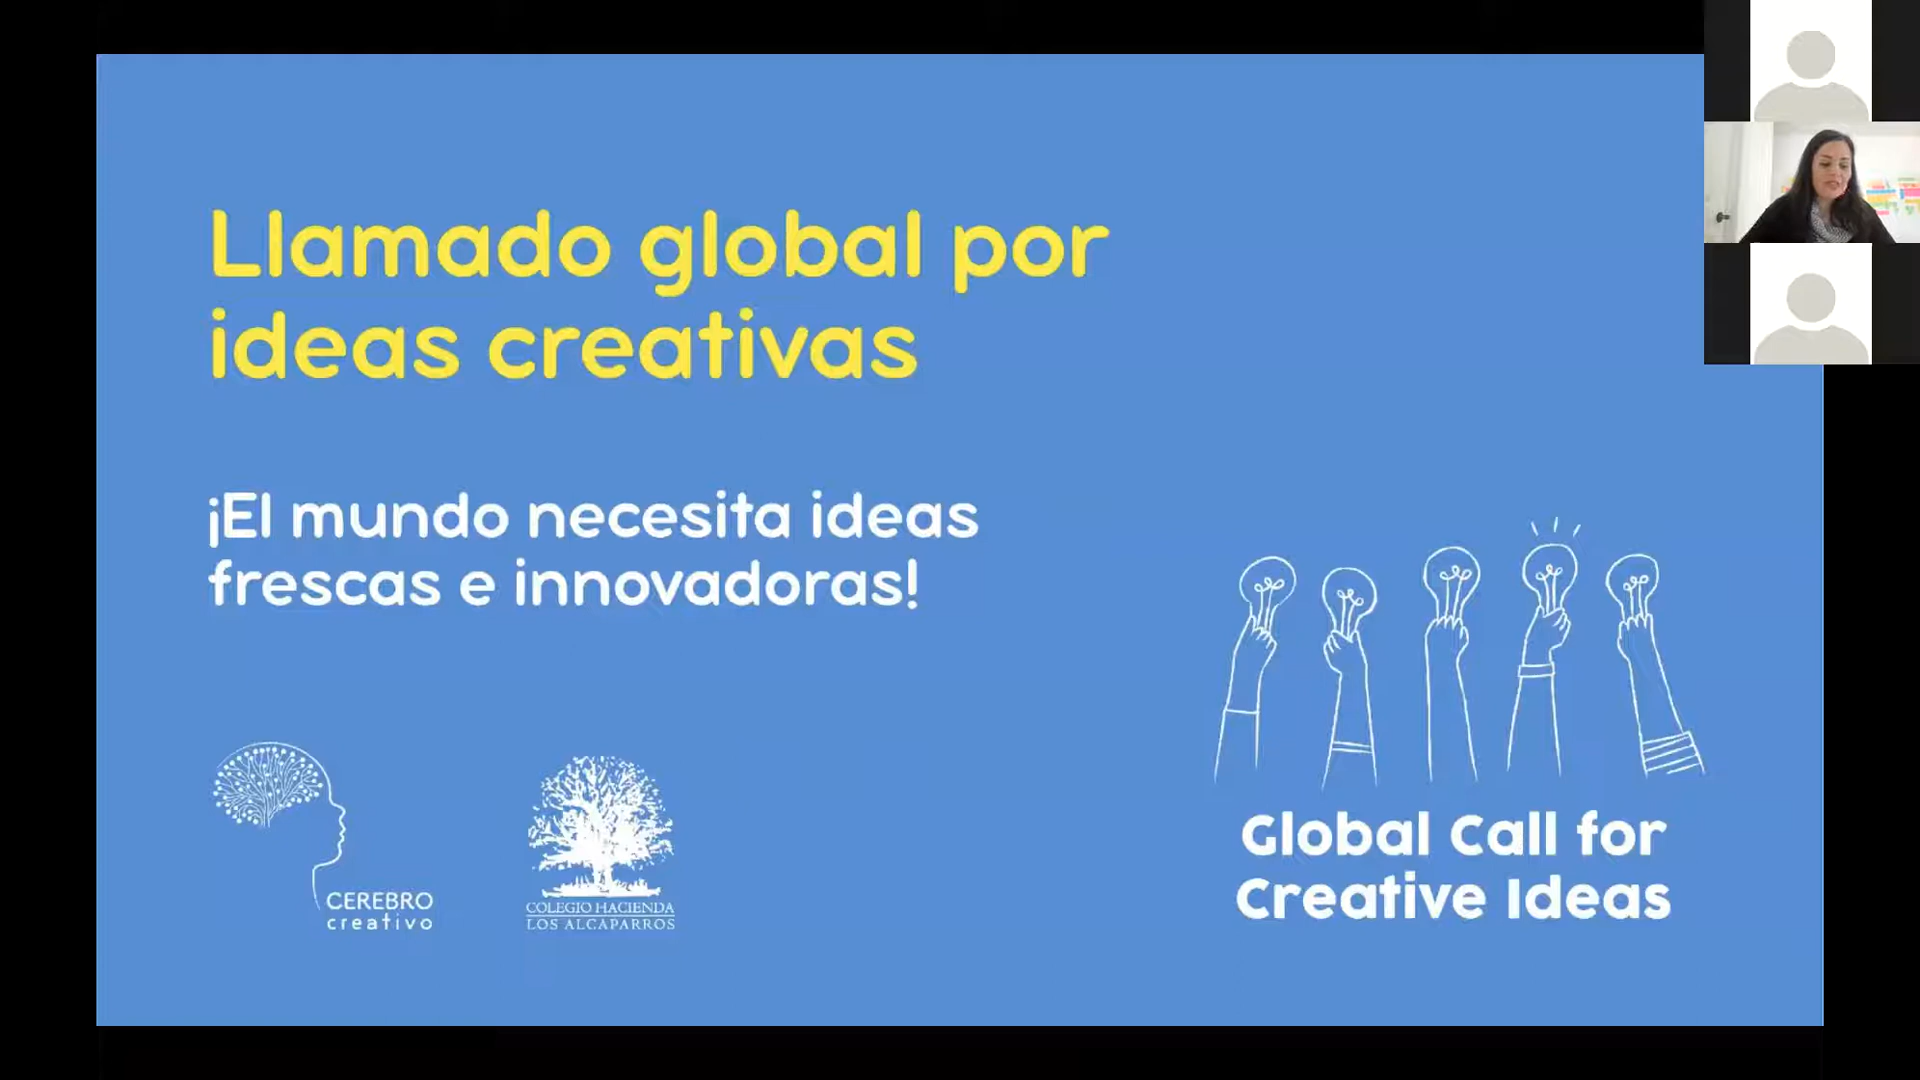 Llamado global por
ideas creativas
¡El mundo necesita ideas
frescas e innovadoras!
CEREBRO
creativo
COLEGIO HACIENDA
LOS ALCAPARROS
Global Call for
Creative Ideas